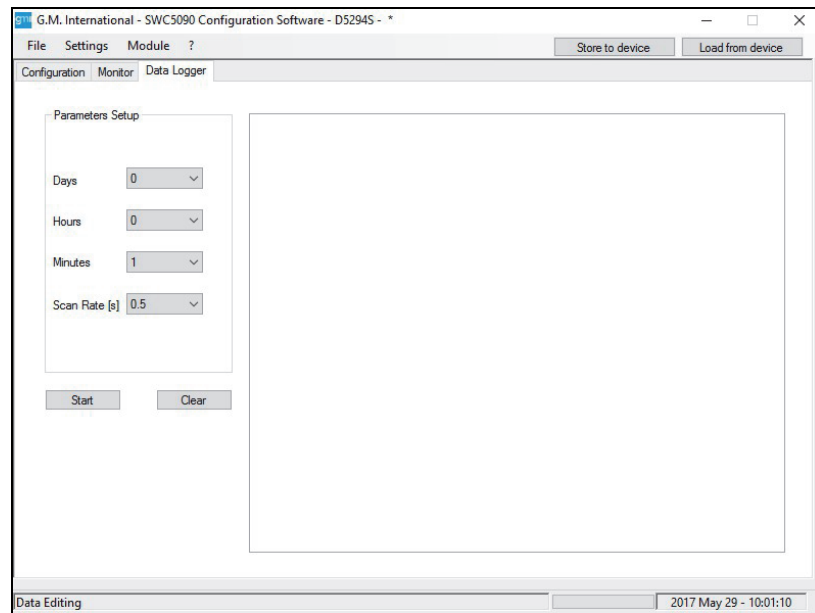 gmi G.M. International - SWC5090 Configuration Software - D5294S - *
File Settings Module ? Store to device Load from device
Configuration Monitor Data Logger
Parameters Setup
Days 0
Hours 0
Minutes 1
Scan Rate [s] 0.5
Start Clear
Data Editing 2017 May 29 - 10:01:10